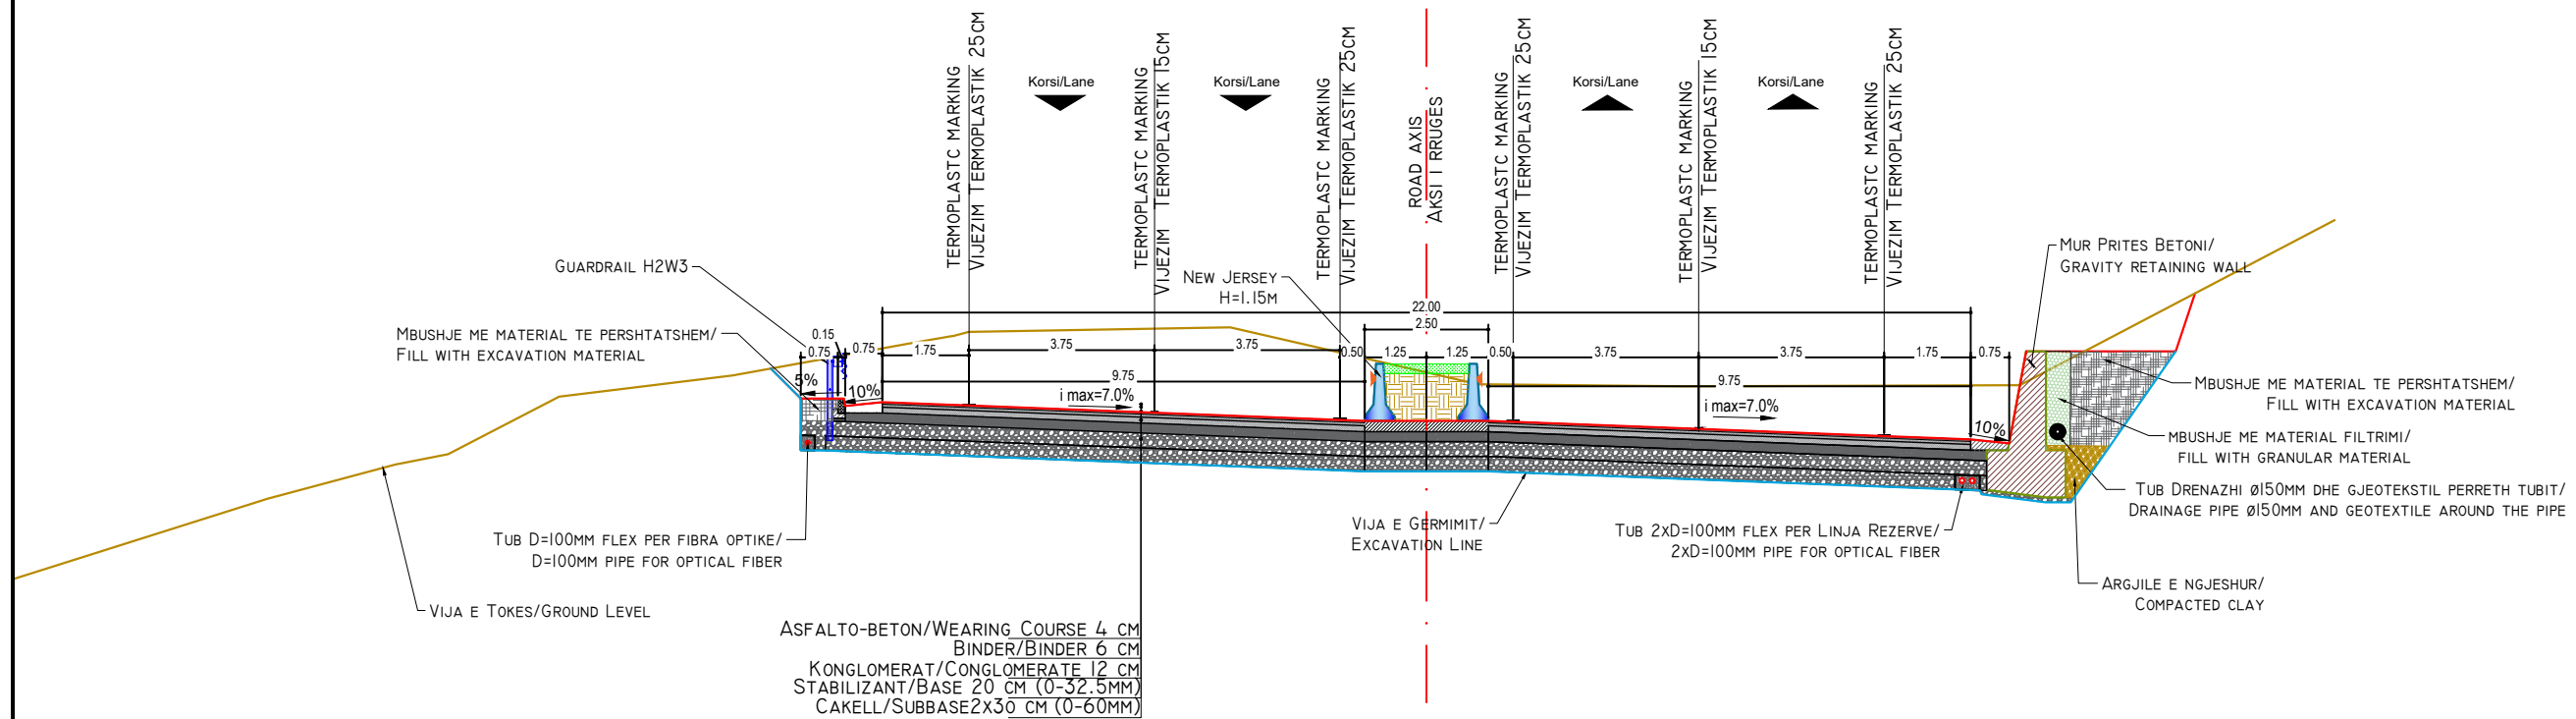 TERMOPLASTC MARKING
VIJEZIM TERMOPLASTIK 25CM
Korsi/Lane
TERMOPLASTC MARKING
VIJEZIM TERMOPLASTIK 15CM
Korsi/Lane
TERMOPLASTC MARKING
VIJEZIM TERMOPLASTIK 25CM
ROAD AXIS
AKSI I RRUGES
TERMOPLASTC MARKING
VIJEZIM TERMOPLASTIK 25CM
Korsi/Lane
TERMOPLASTC MARKING
VIJEZIM TERMOPLASTIK 15CM
Korsi/Lane
TERMOPLASTC MARKING
VIJEZIM TERMOPLASTIK 25CM
MUR PRITES BETONI/
GRAVITY RETAINING WALL
GUARDRAIL H2W3
NEW JERSEY
H=1.15M
22.00
2.50
MBUSHJE ME MATERIAL TE PERSHTATSHEM/
FILL WITH EXCAVATION MATERIAL
0.15
0.75
0.75
1.75
3.75
3.75
0.50
1.25
1.25
0.50
3.75
3.75
1.75
0.75
9.75
9.75
5%
10%
i max=7.0%
i max=7.0%
10%
MBUSHJE ME MATERIAL TE PERSHTATSHEM/
FILL WITH EXCAVATION MATERIAL
MBUSHJE ME MATERIAL FILTRIMI/
FILL WITH GRANULAR MATERIAL
TUB DRENAZHI Ø150MM DHE GJEOTEKSTIL PERRETH TUBIT/
DRAINAGE PIPE Ø150MM AND GEOTEXTILE AROUND THE PIPE
TUB D=100MM FLEX PER FIBRA OPTIKE/
D=100MM PIPE FOR OPTICAL FIBER
VIJA E GERMIMIT/
EXCAVATION LINE
TUB 2XD=100MM FLEX PER LINJA REZERVE/
2XD=100MM PIPE FOR OPTICAL FIBER
ARGJILE E NGJESHUR/
COMPACTED CLAY
VIJA E TOKES/GROUND LEVEL
ASFALTO-BETON/WEARING COURSE 4 CM
BINDER/BINDER 6 CM
KONGLOMERAT/CONGLOMERATE 12 CM
STABILIZANT/BASE 20 CM (0-32.5MM)
CAKELL/SUBBASE2X30 CM (0-60MM)